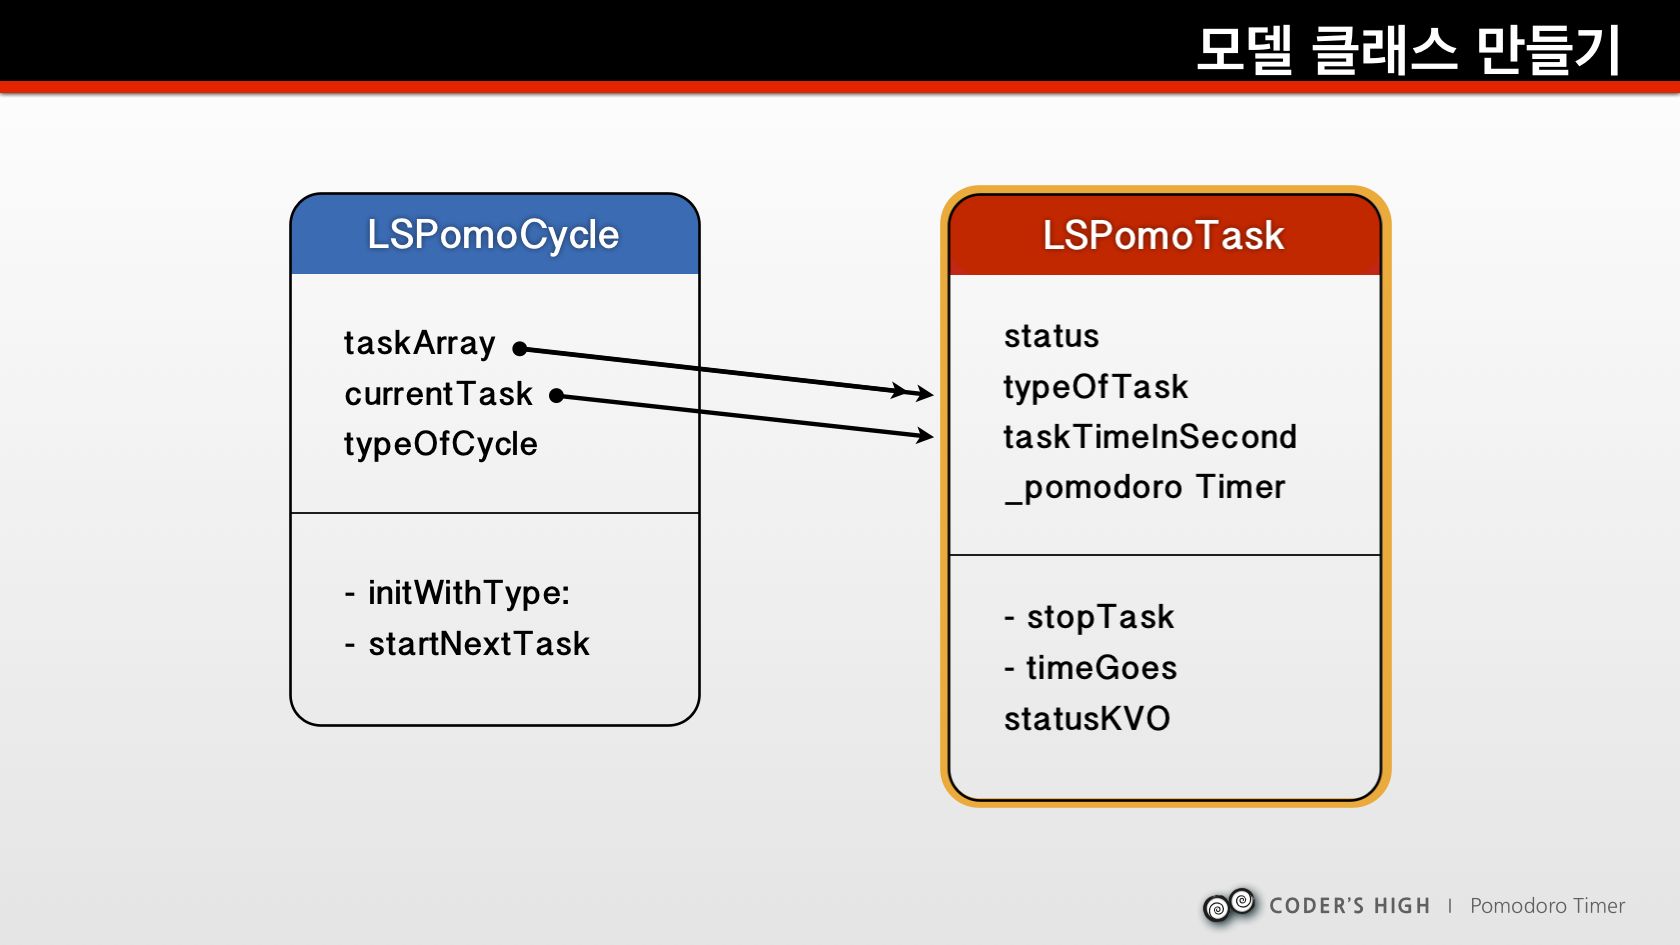 모델 클래스 만들기
LSPomoCycle
taskArray
currentTask
typeOfCycle
- initWithType:
- startNextTask
LSPomoTask
status
typeOfTask
taskTimeInSecond
_pomodoro Timer
- stopTask
- timeGoes
statusKVO
CODER'S HIGH | Pomodoro Timer